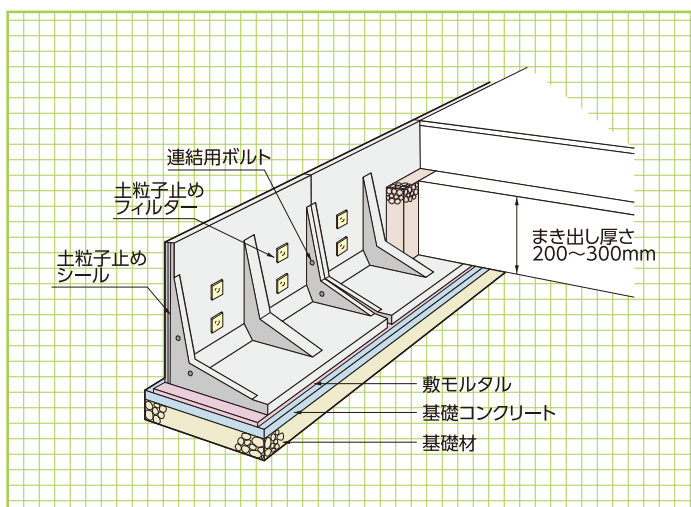 連結用ボルト
土粒子止め
フィルター
土粒子止め
シール
まき出し厚さ
200～300mm
敷モルタル
基礎コンクリート
基礎材